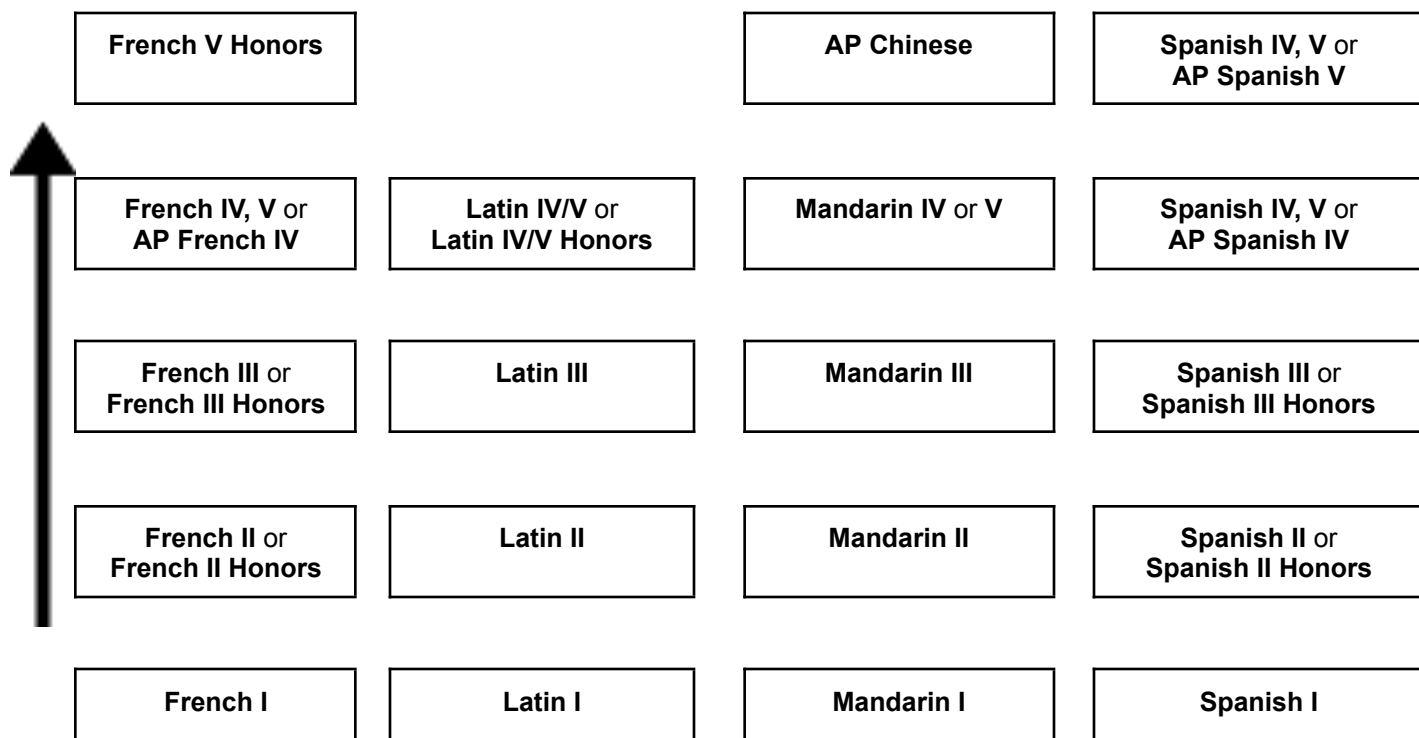 French V Honors
AP Chinese
Spanish IV, V or
AP Spanish V
French IV, V or
AP French IV
Latin IV/V or
Latin IV/V Honors
Mandarin IV or V
Spanish IV, V or
AP Spanish IV
French III or
French III Honors
Latin III
Mandarin III
Spanish III or
Spanish III Honors
French II or
French II Honors
Latin II
Mandarin II
Spanish II or
Spanish II Honors
French I
Latin I
Mandarin I
Spanish I